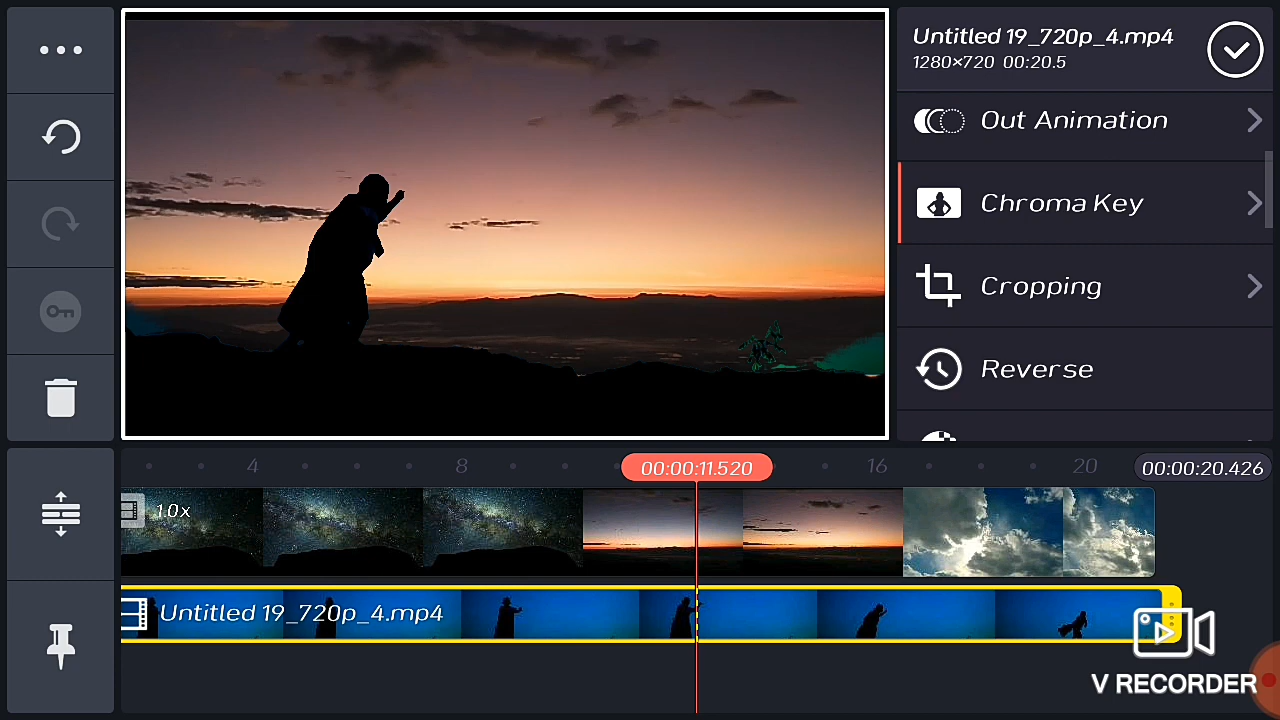 Untitled 19_720p_4.mp4
1280×720 00:20.5
Out Animation
Chroma Key
Cropping
Reverse
4
8
00:00:11.520
16
20
00:00:20.426
1.0x
Untitled 19_720p_4.mp4
V RECORDER